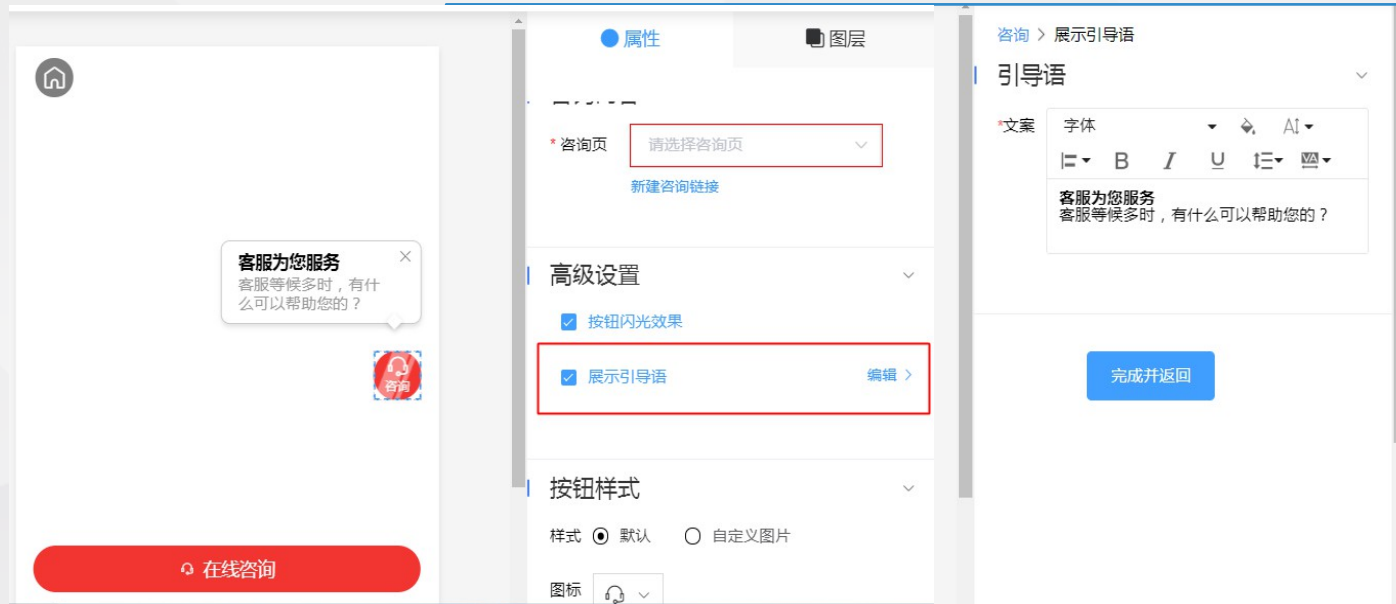 客服为您服务
客服等候多时，有什
么可以帮助您的？
咨询
在线咨询
属性
图层
*咨询页
请选择咨询页
新建咨询链接
高级设置
按钮闪光效果
展示引导语
编辑 >
按钮样式
样式
默认
自定义图片
图标
咨询 > 展示引导语
引导语
*文案
字体
A
B I U VA
客服为您服务
客服等候多时，有什么可以帮助您的？
完成并返回